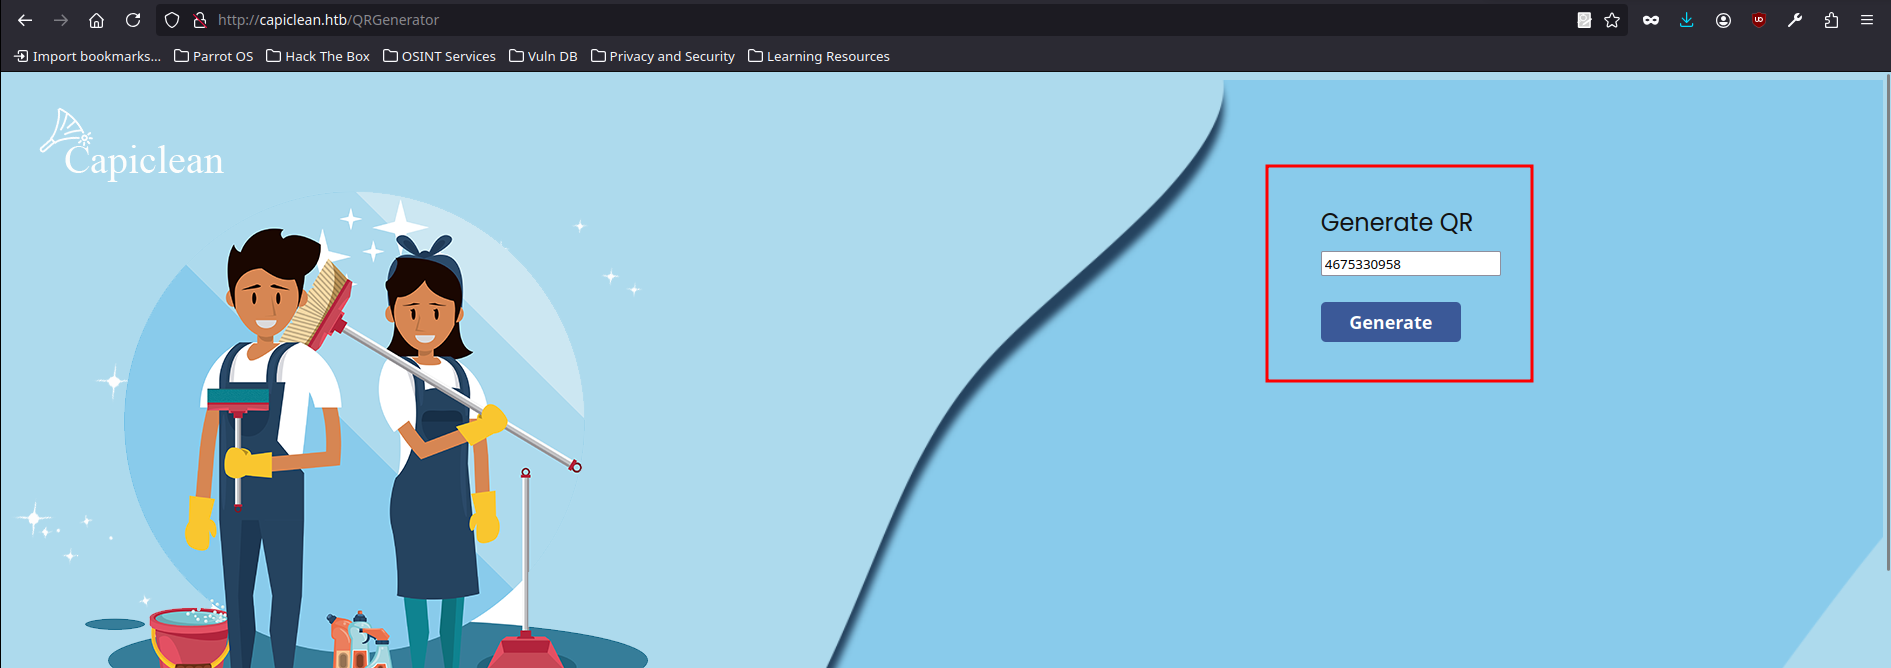 http://capiclean.htb/QRGenerator
Import bookmarks... Parrot OS Hack The Box OSINT Services Vuln DB Privacy and Security Learning Resources
Capiclean
Generate QR
4675330958
Generate